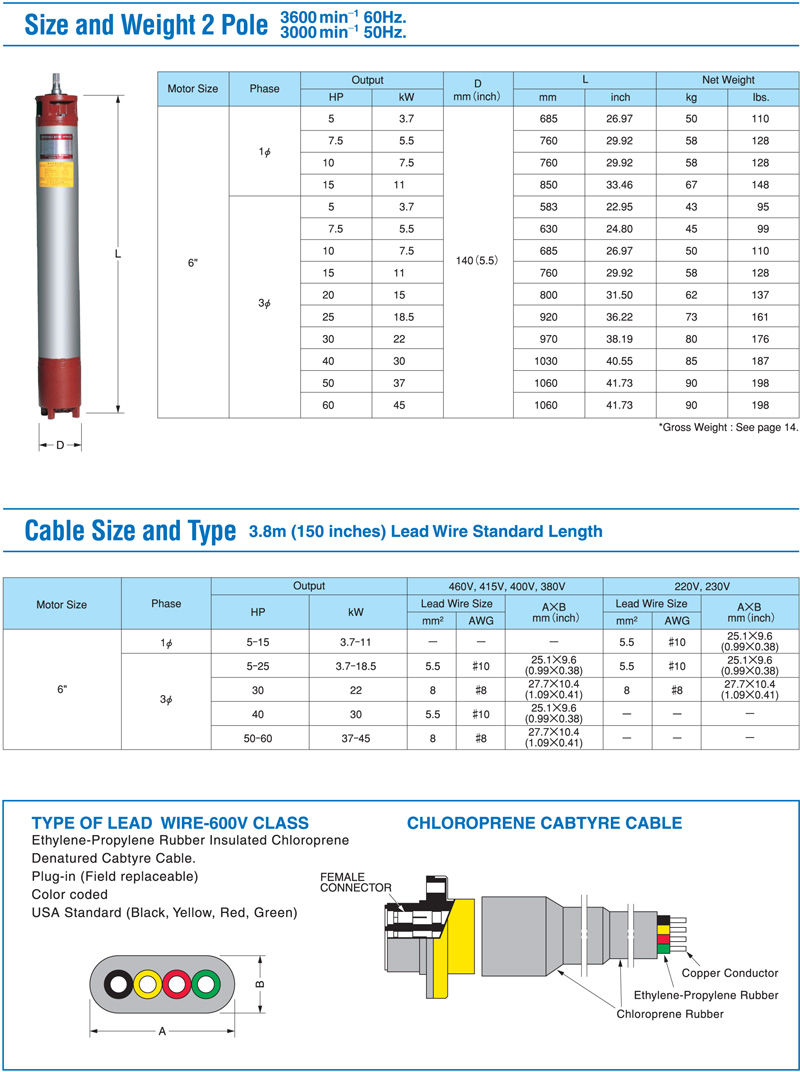 Size and Weight 2 Pole 3600 min–1 60Hz.
3000 min–1 50Hz.
Motor Size Phase Output D mm (inch) L Net Weight
HP kW mm inch kg lbs.
6" 1ϕ 140 (5.5)
5 3.7 685 26.97 50 110
7.5 5.5 760 29.92 58 128
10 7.5 760 29.92 58 128
15 11 850 33.46 67 148
3ϕ
5 3.7 583 22.95 43 95
7.5 5.5 630 24.80 45 99
10 7.5 685 26.97 50 110
15 11 760 29.92 58 128
20 15 800 31.50 62 137
25 18.5 920 36.22 73 161
30 22 970 38.19 80 176
40 30 1030 40.55 85 187
50 37 1060 41.73 90 198
60 45 1060 41.73 90 198
L
D
*Gross Weight : See page 14.
Cable Size and Type 3.8m (150 inches) Lead Wire Standard Length
Motor Size Phase Output 460V, 415V, 400V, 380V 220V, 230V
HP kW Lead Wire Size A×B mm (inch) Lead Wire Size A×B mm (inch)
mm² AWG mm² AWG
6"
1ϕ 5-15 3.7-11 — — — 5.5 #10 25.1×9.6 (0.99×0.38)
3ϕ
5-25 3.7-18.5 5.5 #10 25.1×9.6 (0.99×0.38) 5.5 #10 25.1×9.6 (0.99×0.38)
30 22 8 #8 27.7×10.4 (1.09×0.41) 8 #8 27.7×10.4 (1.09×0.41)
40 30 5.5 #10 25.1×9.6 (0.99×0.38) — — —
50-60 37-45 8 #8 27.7×10.4 (1.09×0.41) — — —
TYPE OF LEAD WIRE-600V CLASS
Ethylene-Propylene Rubber Insulated Chloroprene
Denatured Cabtyre Cable.
Plug-in (Field replaceable)
Color coded
USA Standard (Black, Yellow, Red, Green)
A
B
CHLOROPRENE CABTYRE CABLE
FEMALE
CONNECTOR
Copper Conductor
Ethylene-Propylene Rubber
Chloroprene Rubber